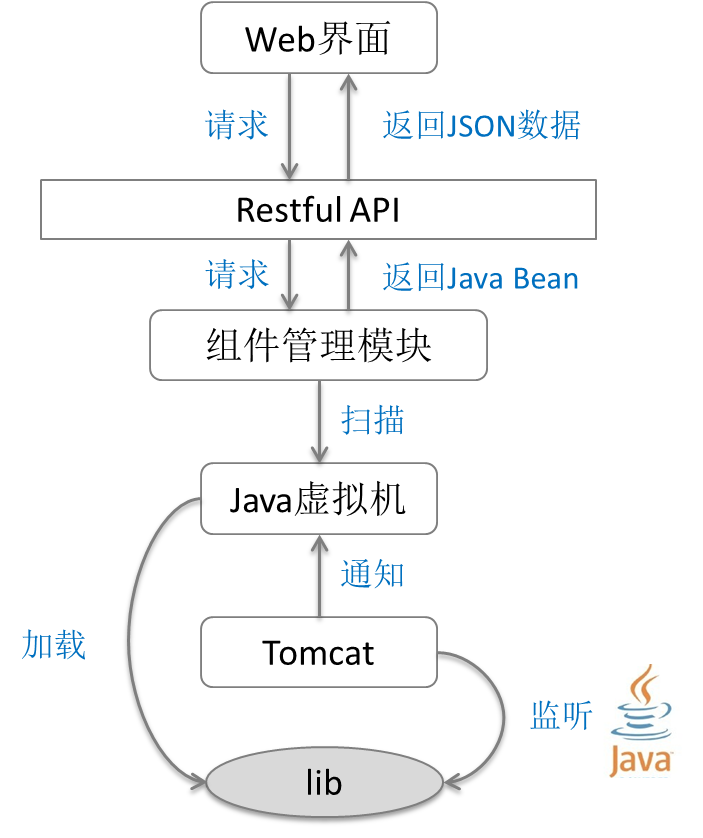 Web界面
请求
返回JSON数据
Restful API
请求
返回Java Bean
组件管理模块
扫描
Java虚拟机
通知
加载
Tomcat
监听
Java
lib